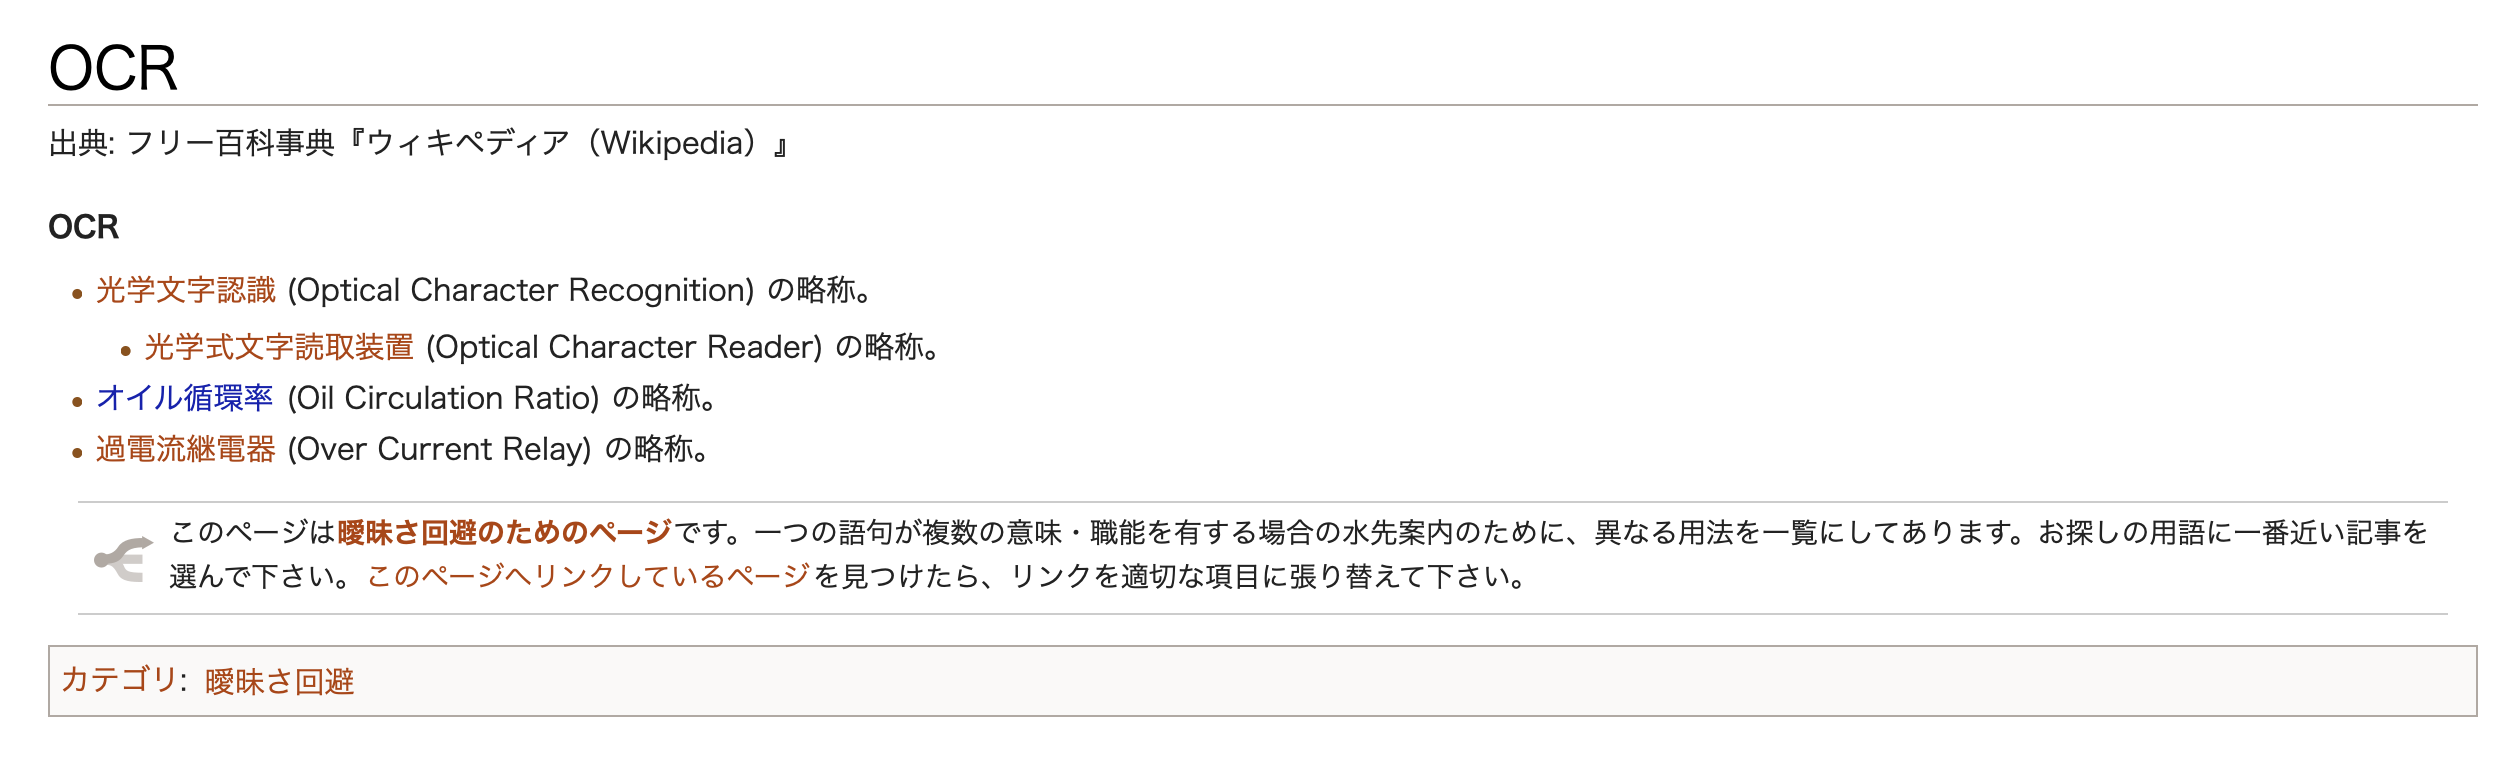 OCR
出典: フリー百科事典『ウィキペディア（Wikipedia）』
OCR
光学文字認識 (Optical Character Recognition) の略称。
光学式文字読取装置 (Optical Character Reader) の略称。
オイル循環率 (Oil Circulation Ratio) の略称。
過電流継電器 (Over Current Relay) の略称。
このページは曖昧さ回避のためのページです。一つの語句が複数の意味・職能を有する場合の水先案内のために、異なる用法を一覧にしてあります。お探しの用語に一番近い記事を
選んで下さい。このページへリンクしているページを見つけたら、リンクを適切な項目に張り替えて下さい。
カテゴリ: 曖昧さ回避